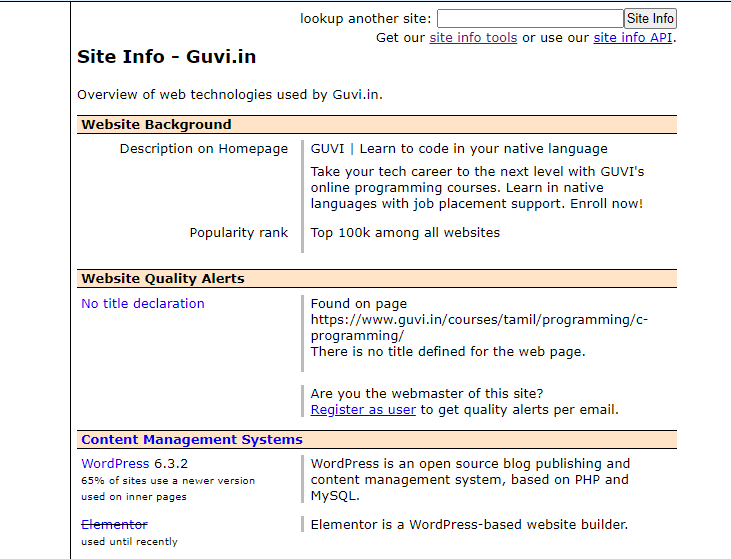 lookup another site: Site Info
Get our site info tools or use our site info API.
Site Info - Guvi.in
Overview of web technologies used by Guvi.in.
Website Background
Description on Homepage
GUVI | Learn to code in your native language
Take your tech career to the next level with GUVI's
online programming courses. Learn in native
languages with job placement support. Enroll now!
Popularity rank
Top 100k among all websites
Website Quality Alerts
No title declaration
Found on page
https://www.guvi.in/courses/tamil/programming/c-
programming/
There is no title defined for the web page.
Are you the webmaster of this site?
Register as user to get quality alerts per email.
Content Management Systems
WordPress 6.3.2
65% of sites use a newer version
used on inner pages
WordPress is an open source blog publishing and
content management system, based on PHP and
MySQL.
Elementor
used until recently
Elementor is a WordPress-based website builder.